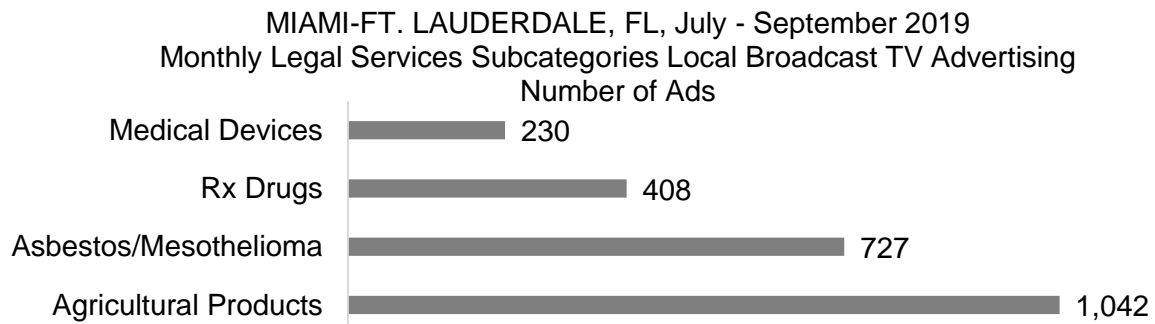 MIAMI-FT. LAUDERDALE, FL, July - September 2019
Monthly Legal Services Subcategories Local Broadcast TV Advertising
Number of Ads
Medical Devices 230
Rx Drugs 408
Asbestos/Mesothelioma 727
Agricultural Products 1,042